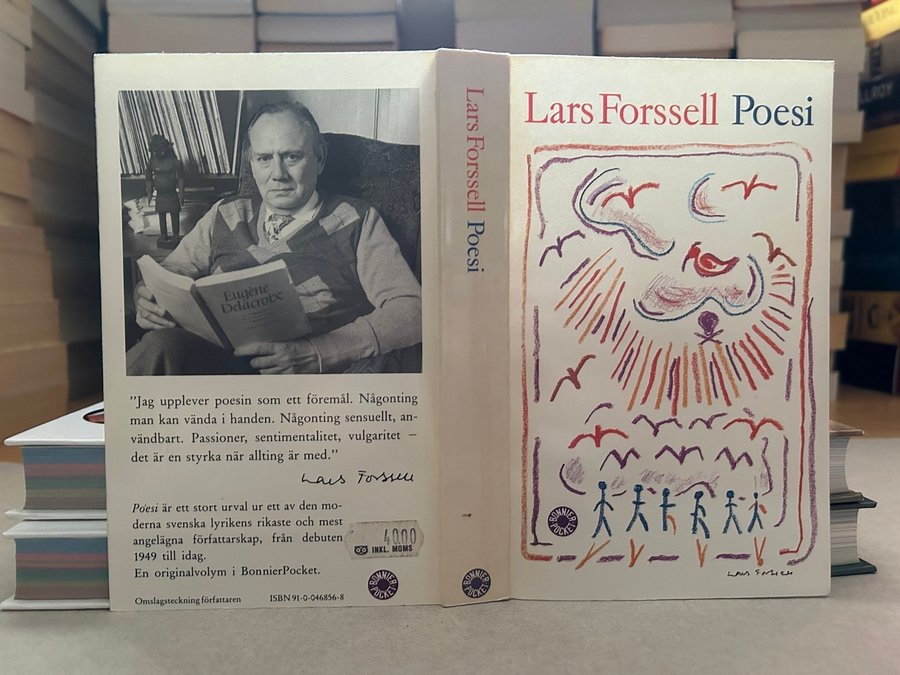 Eugène
Delacroix
"Jag upplever poesin som ett föremål. Någonting
man kan vända i handen. Någonting sensuellt, an-
vändbart. Passioner, sentimentalitet, vulgaritet –
det är en styrka när allting är med."
Lars Forssell
Poesi är ett stort urval ur ett av den mo-
derna svenska lyrikens rikaste och mest
angelägna författarskap, från debuten
1949 till idag.
En originalvolym i BonnierPocket.
4000
INKL. MOMS
Omslagsteckning författaren
ISBN 91-0-046856-8
BONNIER
POCKET
Lars Forssell Poesi
BONNIER
POCKET
Lars Forssell Poesi
BONNIER
POCKET
Lars Forssell